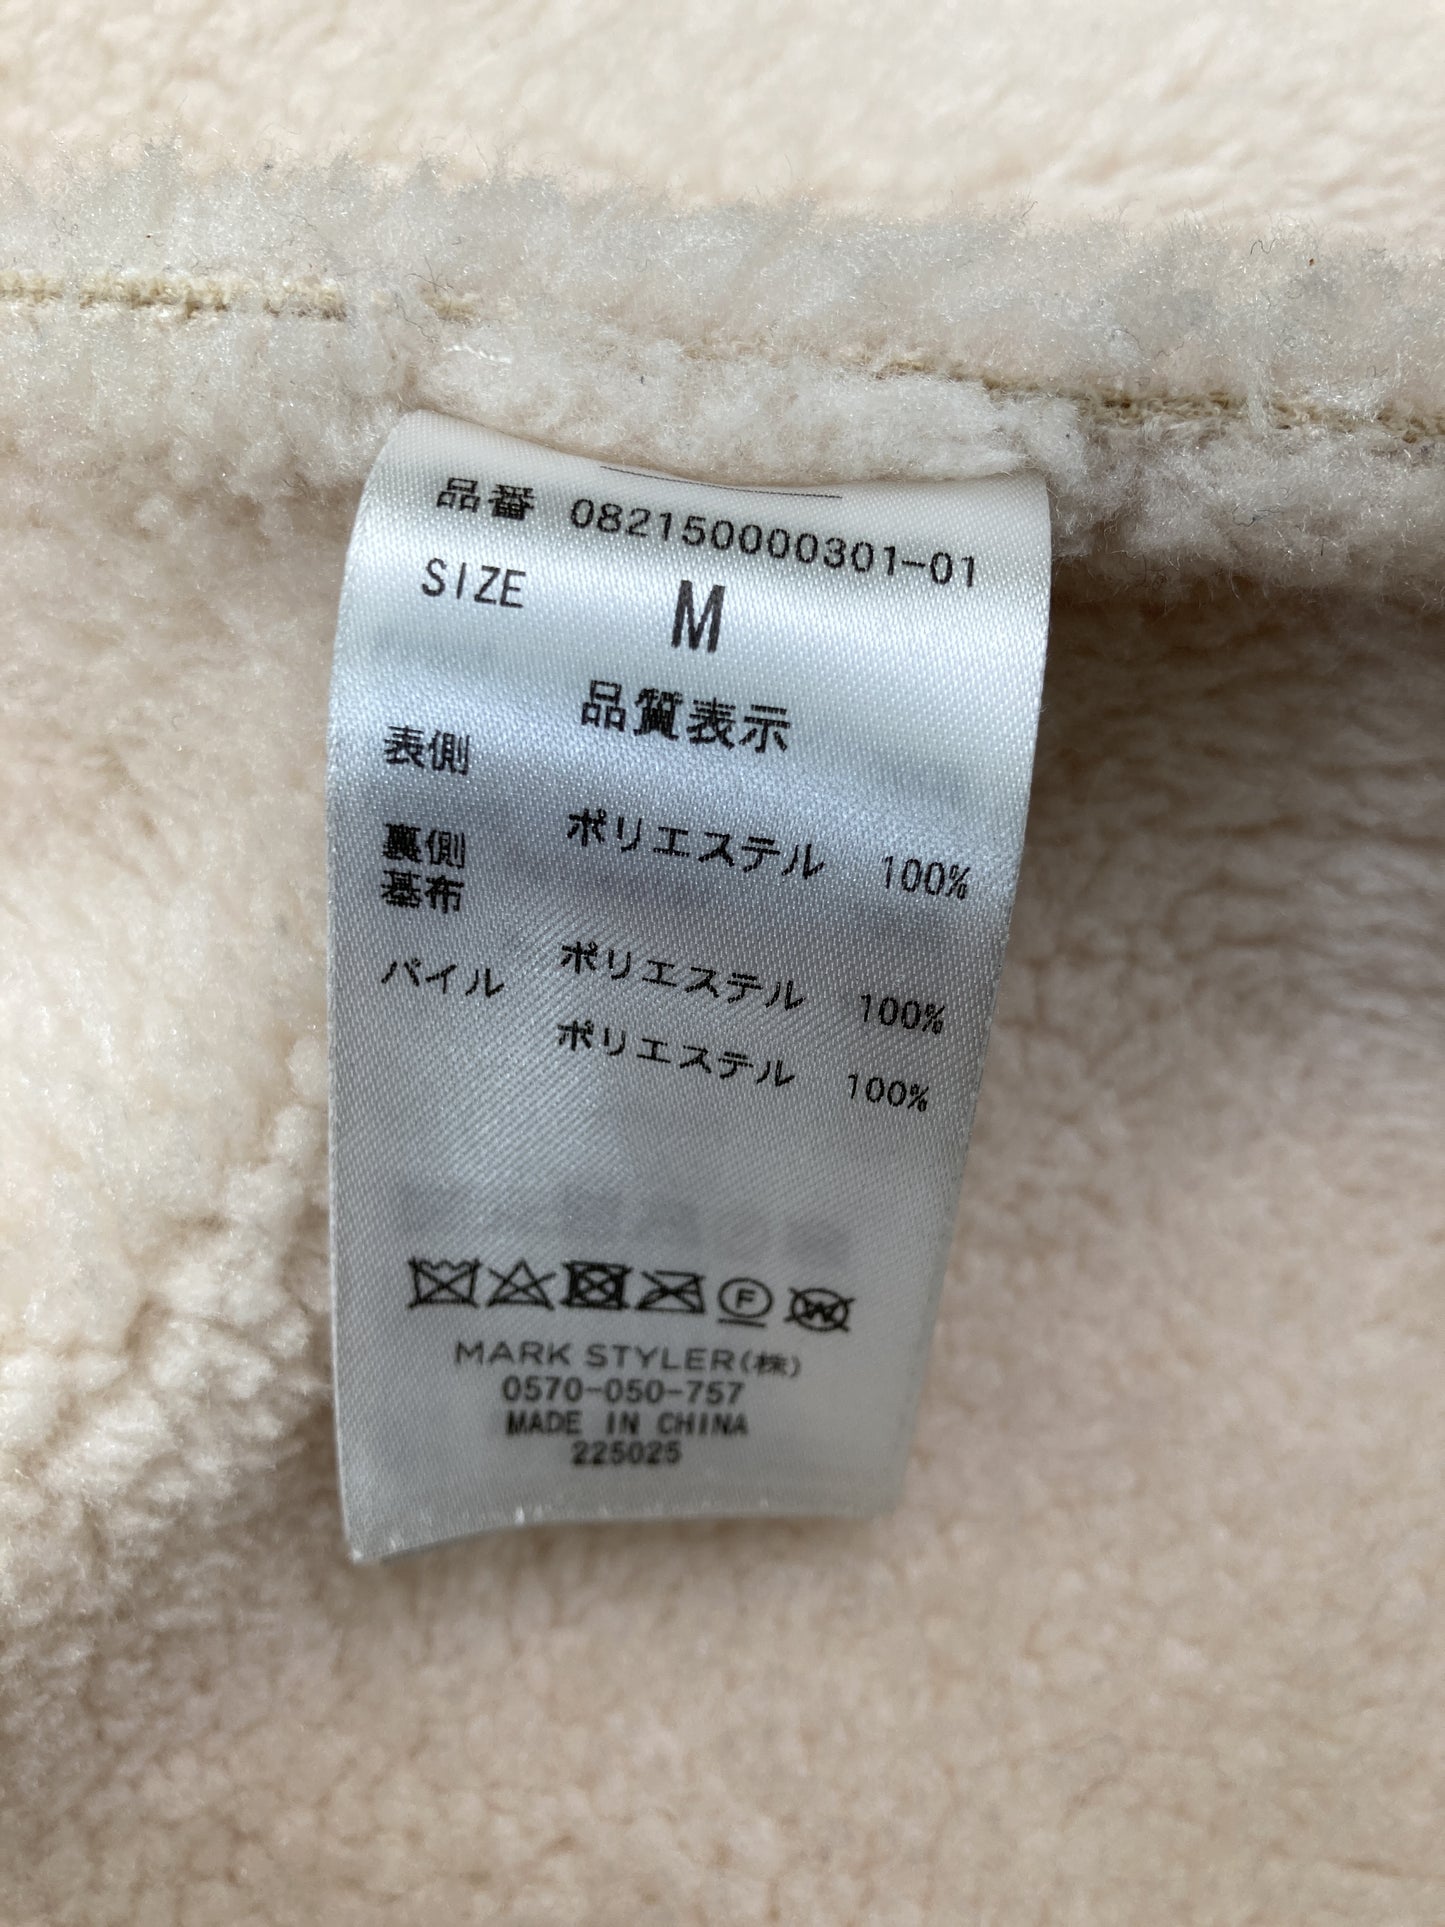 品番 082150000301-01
SIZE M
品質表示
表側
ポリエステル 100%
裏側
基布
ポリエステル 100%
パイル
ポリエステル 100%
F
W
MARK STYLER(株)
0570-050-757
MADE IN CHINA
225025